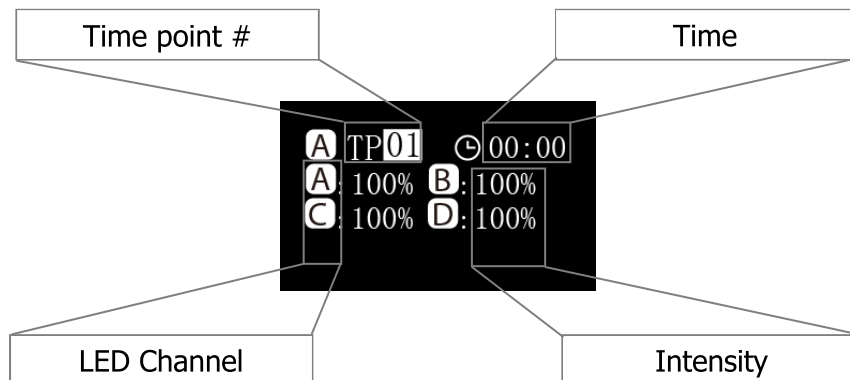 Time point #
Time
A TP01 00:00
A: 100% B: 100%
C: 100% D: 100%
LED Channel
Intensity